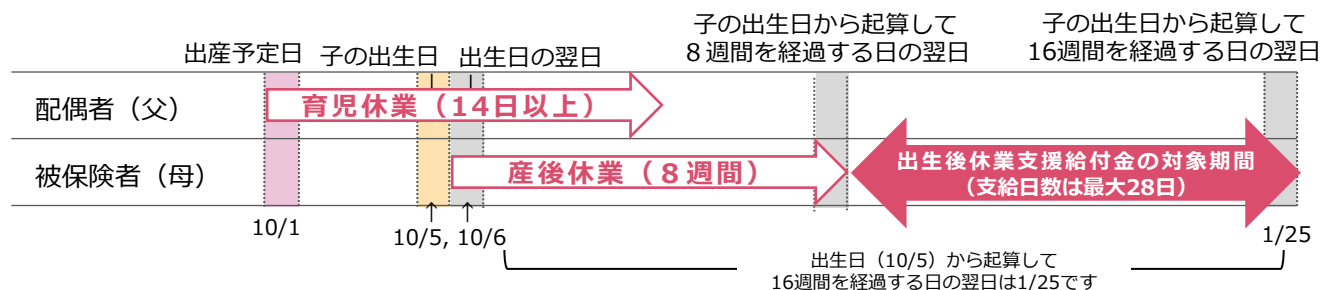 出産予定日
子の出生日
出生日の翌日
子の出生日から起算して
８週間を経過する日の翌日
子の出生日から起算して
16週間を経過する日の翌日
配偶者（父）
育児休業（14日以上）
被保険者（母）
産後休業（８週間）
出生後休業支援給付金の対象期間
（支給日数は最大28日）
10/1
↑ ↑
10/5, 10/6
1/25
出生日（10/5）から起算して
16週間を経過する日の翌日は1/25です